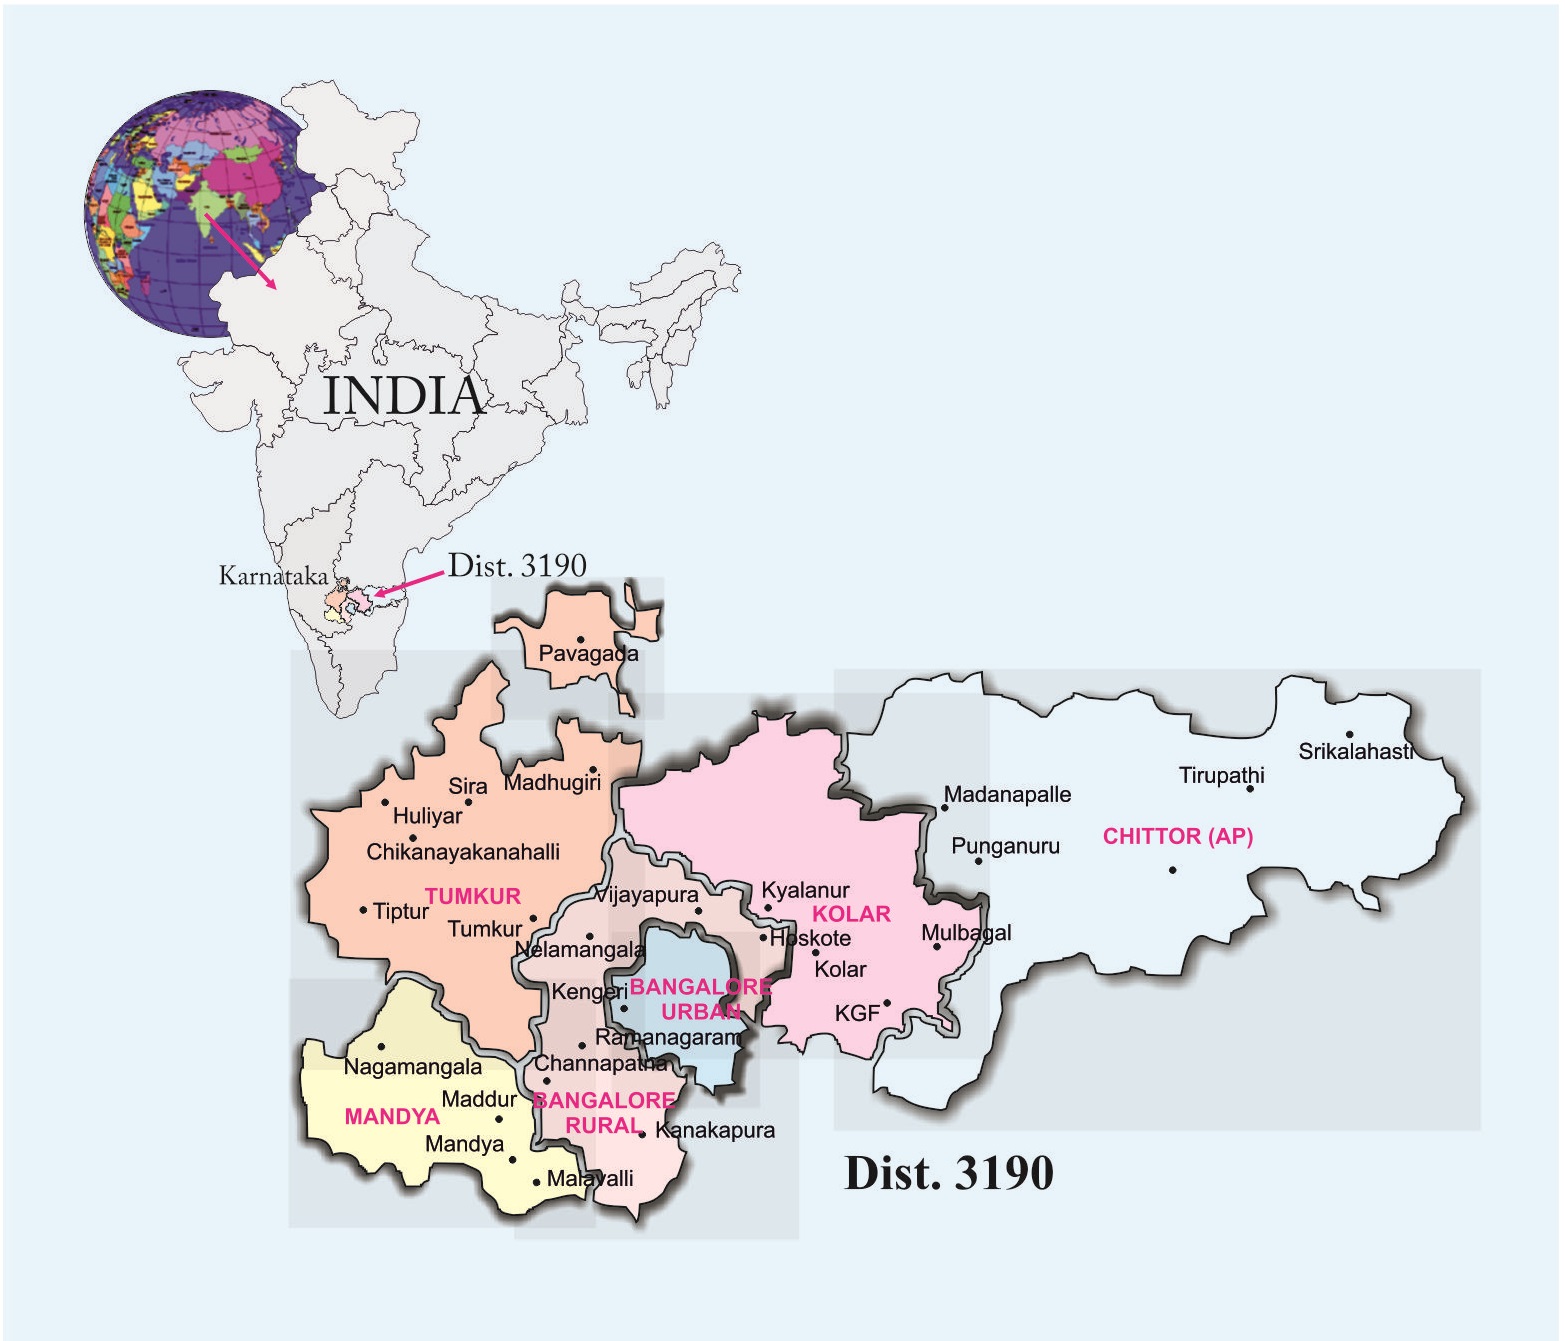 INDIA
Karnataka
Dist. 3190
Pavagada
Srikalahasti
Tirupathi
Madhugiri
Sira
Madanapalle
Huliyar
CHITTOR (AP)
Punganuru
Chikanayakanahalli
TUMKUR
Vijayapura
Kyalanur
Tiptur
KOLAR
Tumkur
Mulbagal
Nelamangala
Hoskote
Kolar
Kengeri
BANGALORE
URBAN
KGF
Ramanagaram
Channapatna
Nagamangala
Maddur
BANGALORE
RURAL
MANDYA
Kanakapura
Mandya
Malavalli
Dist. 3190